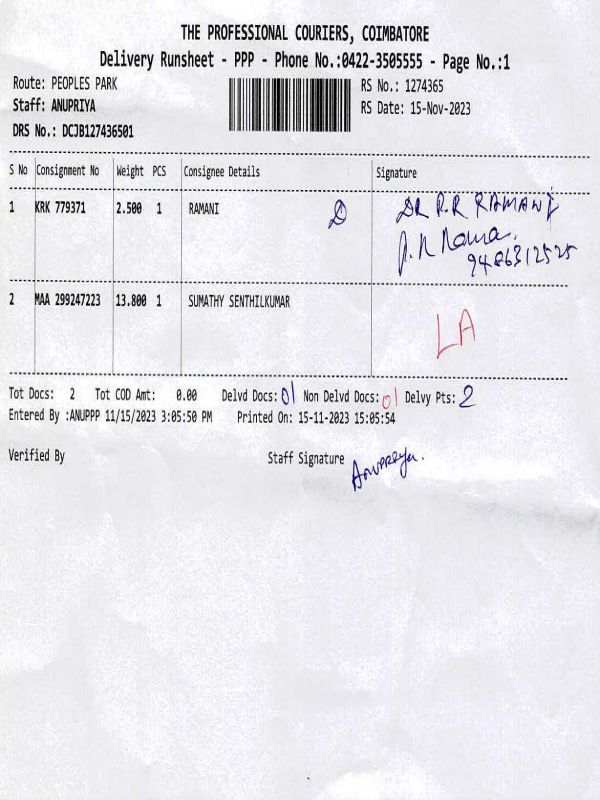 THE PROFESSIONAL COURIERS, COIMBATORE
Delivery Runsheet - PPP - Phone No.:0422-3505555 - Page No.:1
Route: PEOPLES PARK RS No.: 1274365
Staff: ANUPRIYA RS Date: 15-Nov-2023
DRS No.: DCJB127436501
S No Consignment No Weight PCS Consignee Details Signature
1 KRK 779371 2.500 1 RAMANI D DR R.R RAMANI
9486312525
2 MAA 299247223 13.800 1 SUMATHY SENTHILKUMAR LA
Tot Docs: 2 Tot COD Amt: 0.00 Delvd Docs: 01 Non Delvd Docs: 01 Delvy Pts: 2
Entered By :ANUPPP 11/15/2023 3:05:50 PM Printed On: 15-11-2023 15:05:54
Verified By Staff Signature Anupriya.